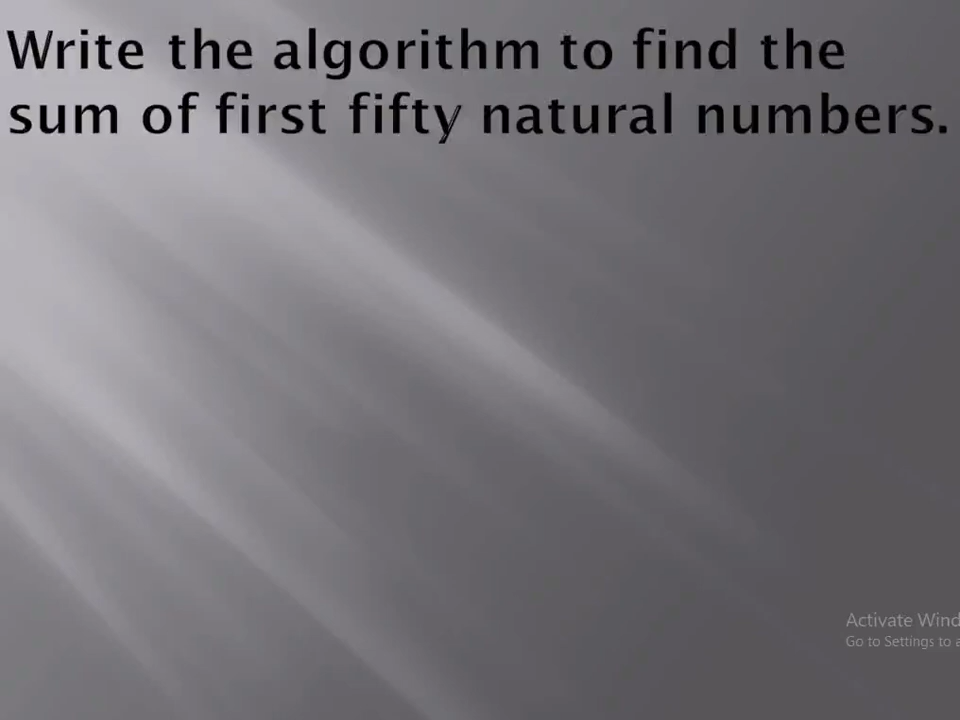 Write the algorithm to find the
sum of first fifty natural numbers.
Activate Wind
Go to Settings to a